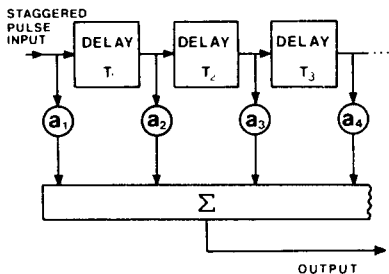 STAGGERED
PULSE
INPUT
DELAY
T₁
DELAY
T₂
DELAY
T₃
a₁
a₂
a₃
a₄
Σ
OUTPUT